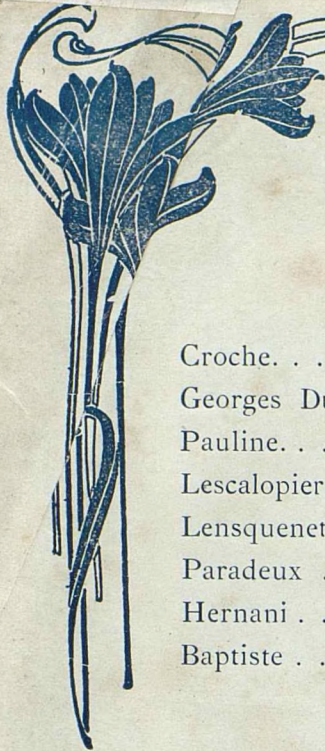 Croche. . .
Georges Du
Pauline. . .
Lescalopier
Lensquenet
Paradeux .
Hernani . .
Baptiste . .